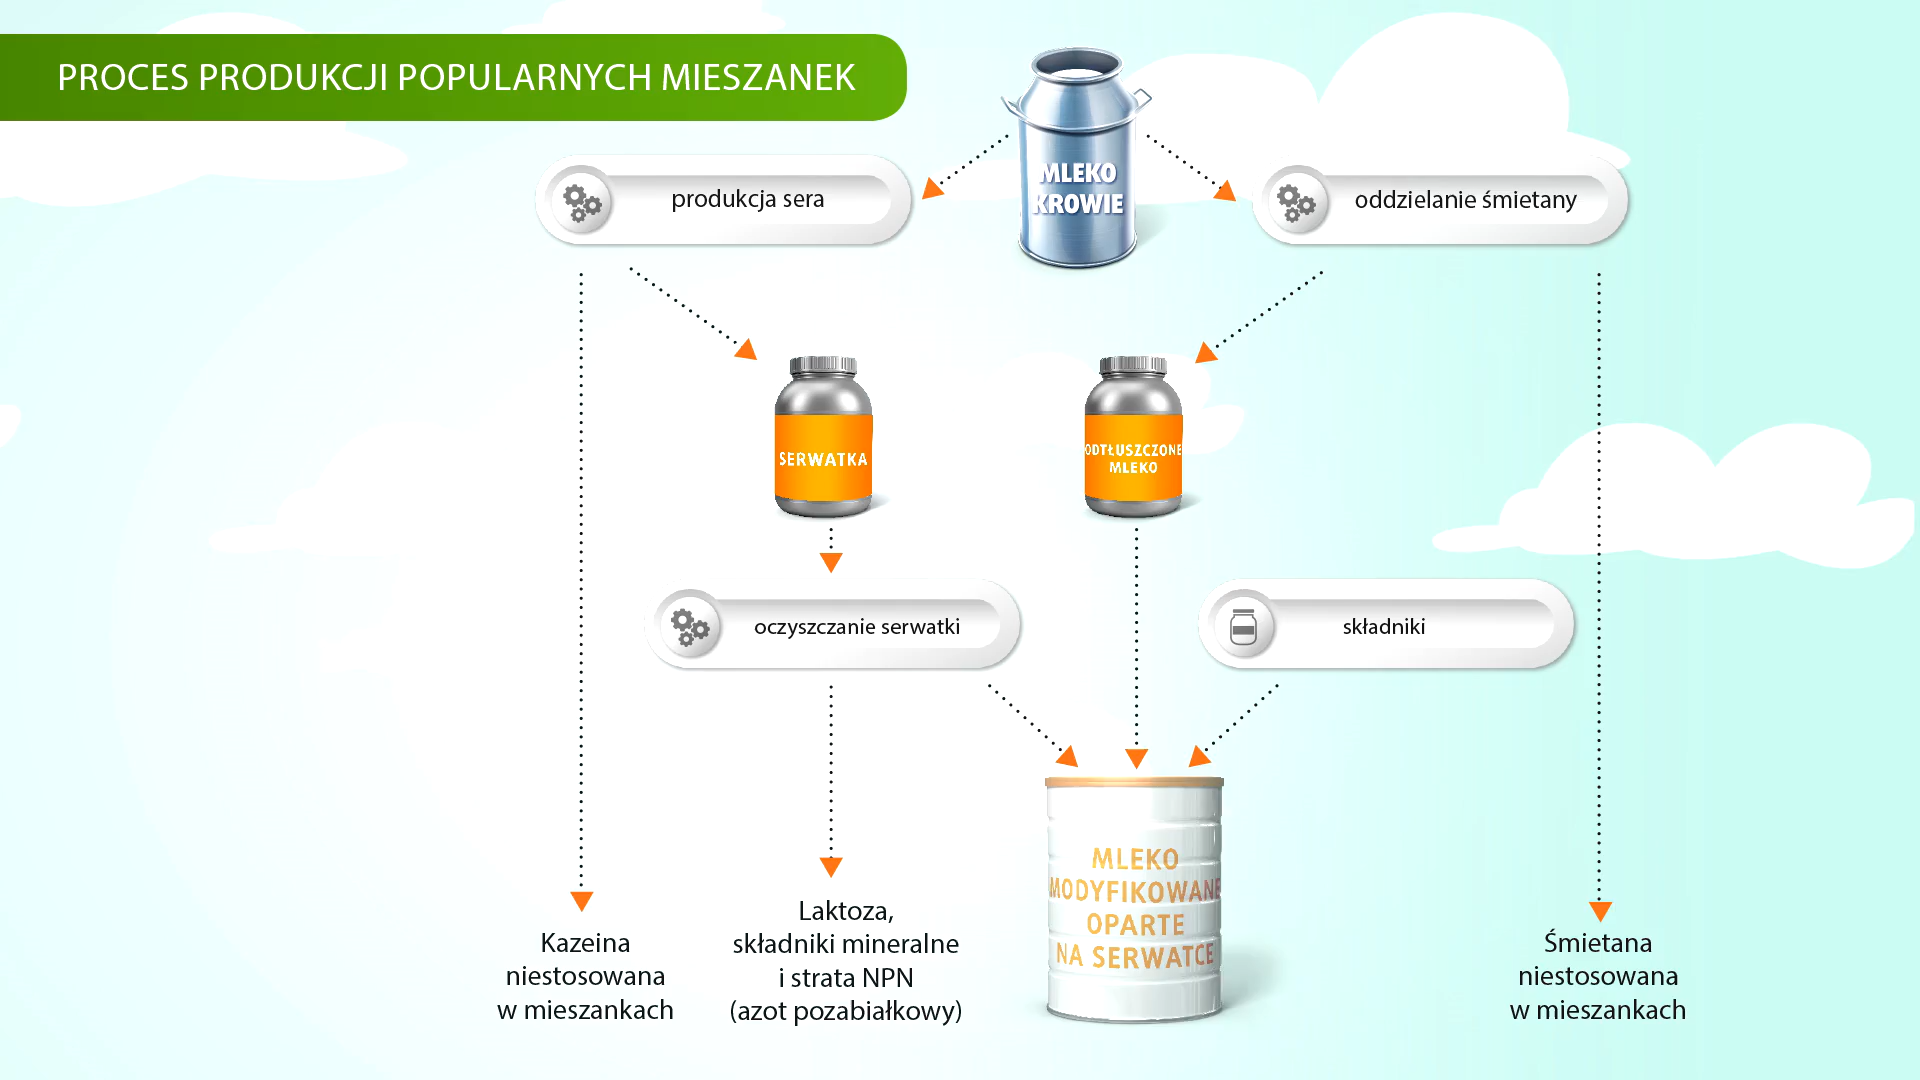 PROCES PRODUKCJI POPULARNYCH MIESZANEK
MLEKO
KROWIE
produkcja sera
oddzielanie śmietany
SERWATKA
ODTŁUSZCZONE
MLEKO
oczyszczanie serwatki
składniki
MLEKO
MODYFIKOWANE
OPARTE
NA SERWATCE
Kazeina
niestosowana
w mieszankach
Laktoza,
składniki mineralne
i strata NPN
(azot pozabiałkowy)
Śmietana
niestosowana
w mieszankach